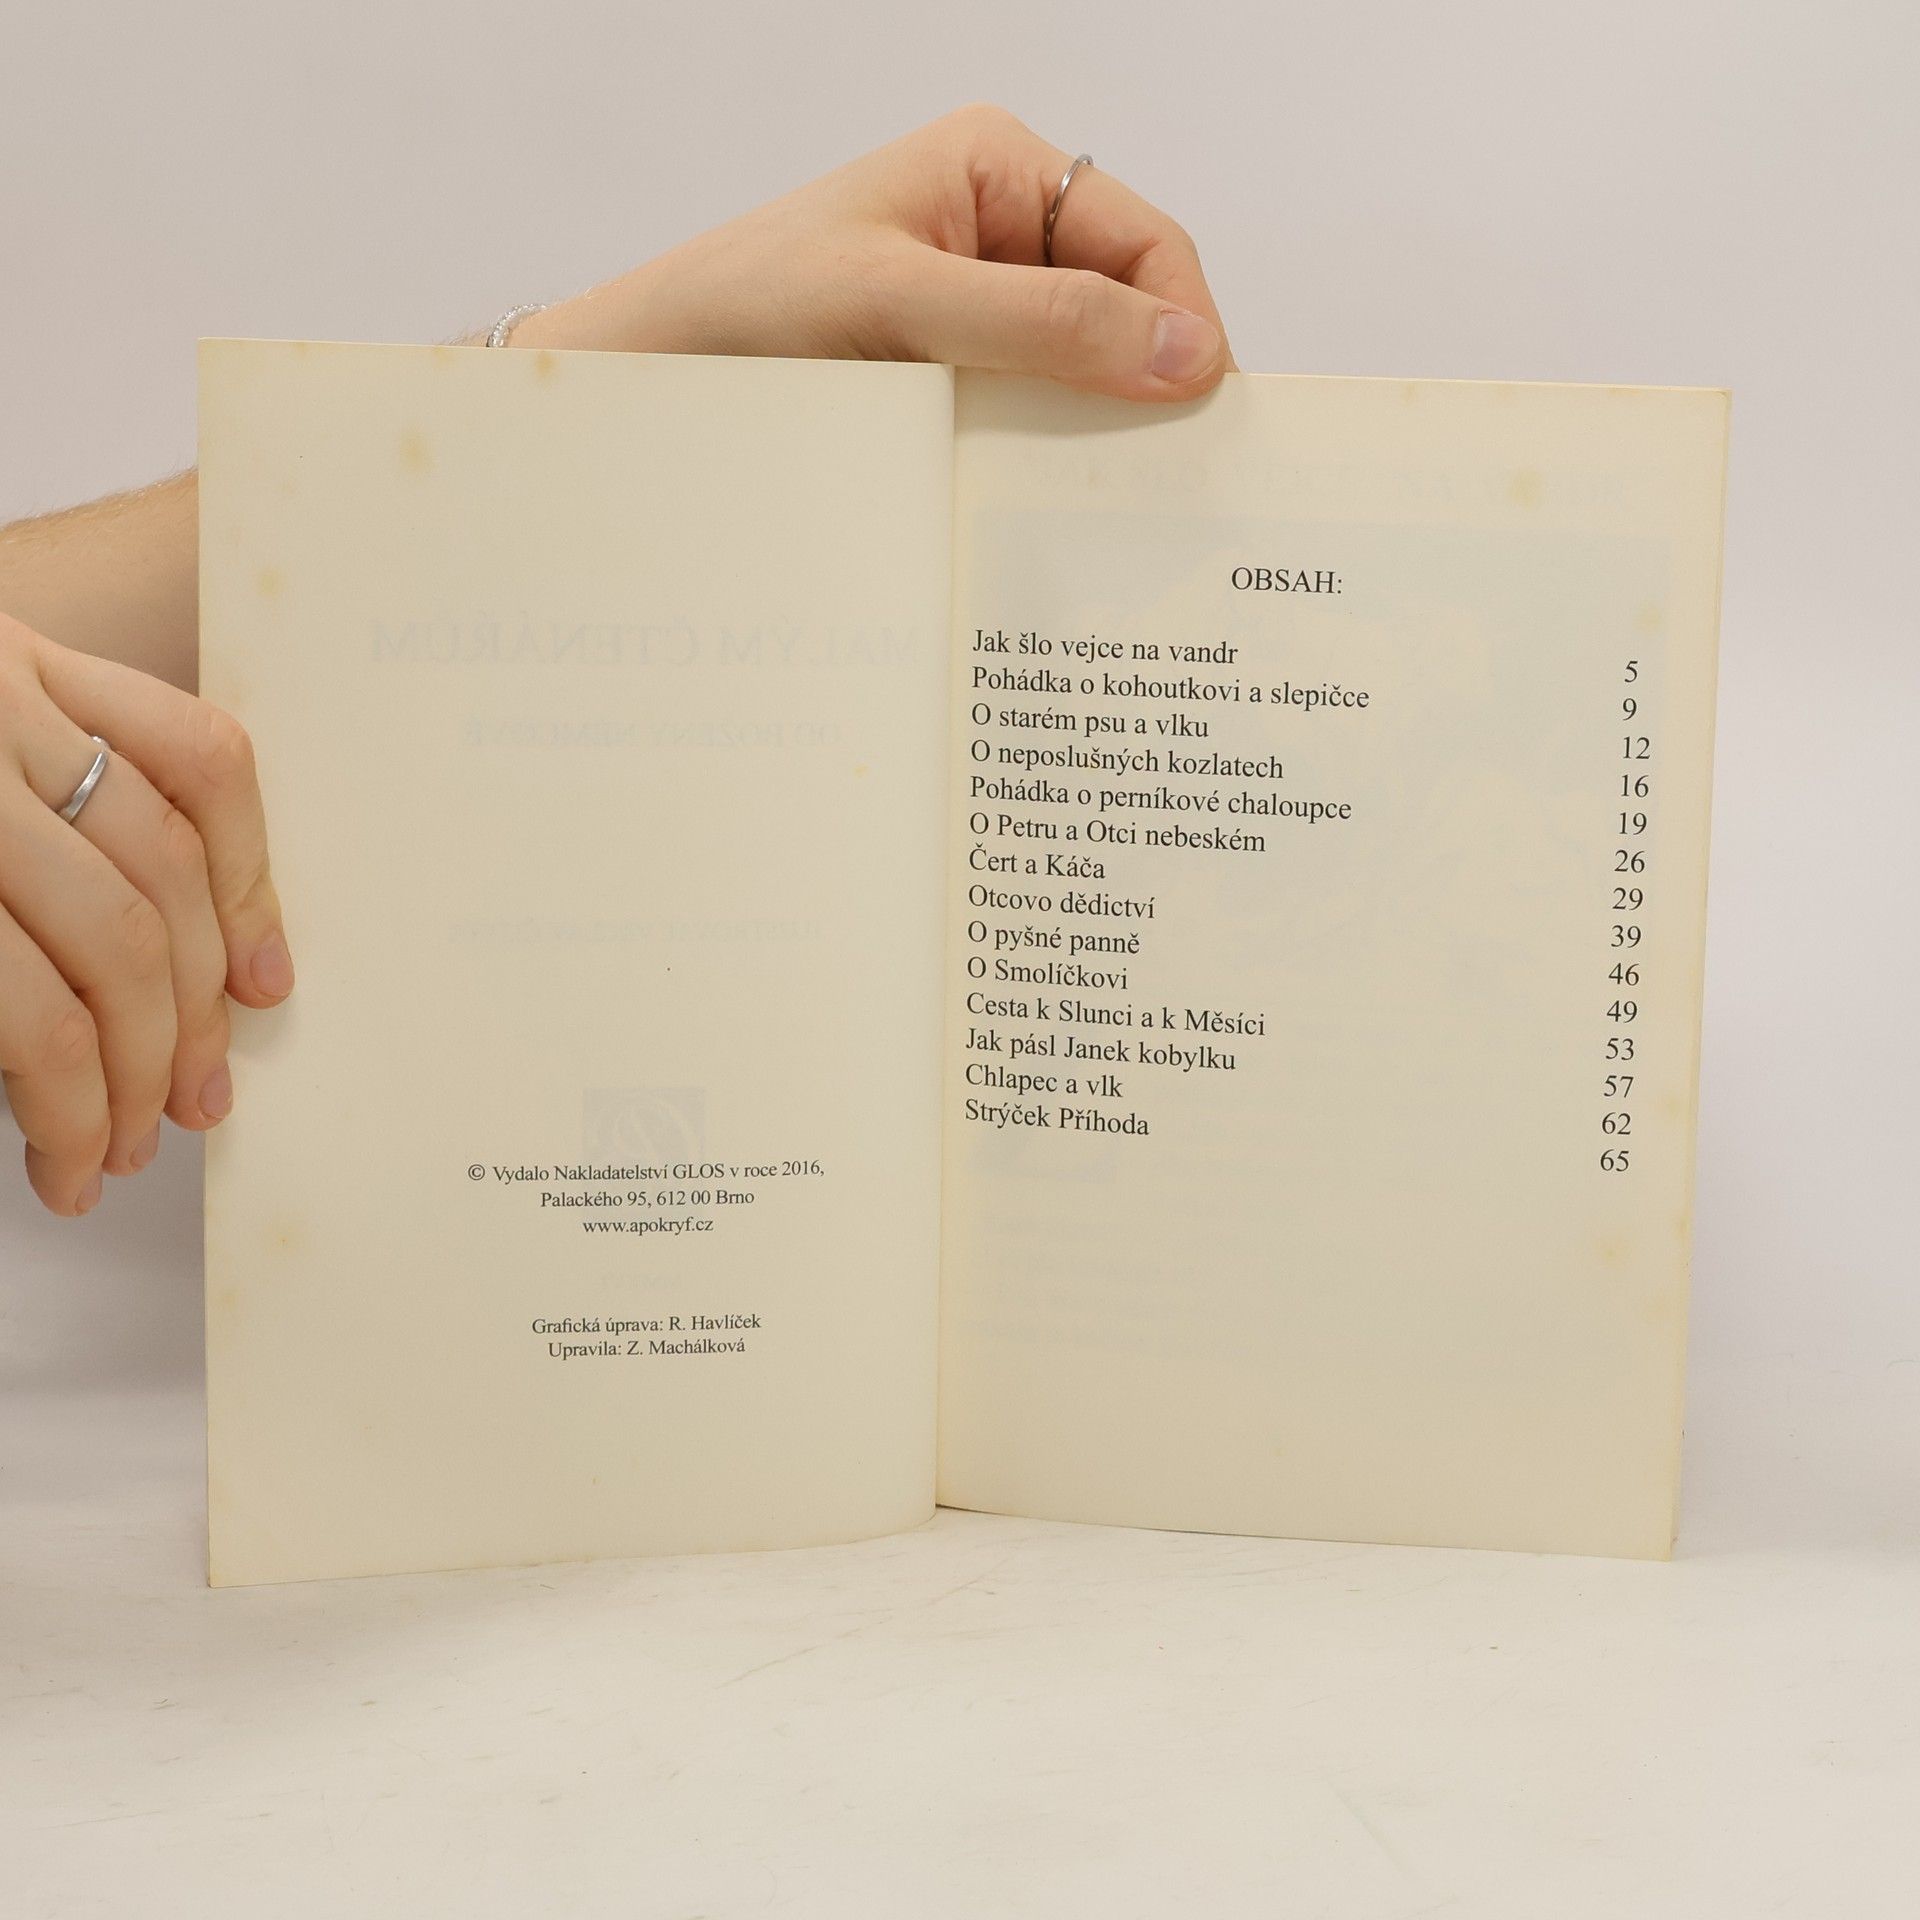 © Vydalo Nakladatelství GLOS v roce 2016,
Palackého 95, 612 00 Brno
www.apokryf.cz
Grafická úprava: R. Havlíček
Upravila: Z. Machálková
OBSAH:
Jak šlo vejce na vandr 5
Pohádka o kohoutkovi a slepičce 9
O starém psu a vlku 12
O neposlušných kozlatech 16
Pohádka o perníkové chaloupce 19
O Petru a Otci nebeském 26
Čert a Káča 29
Otcovo dědictví 39
O pyšné panně 46
O Smolíčkovi 49
Cesta k Slunci a k Měsíci 53
Jak pásl Janek kobylku 57
Chlapec a vlk 62
Strýček Příhoda 65